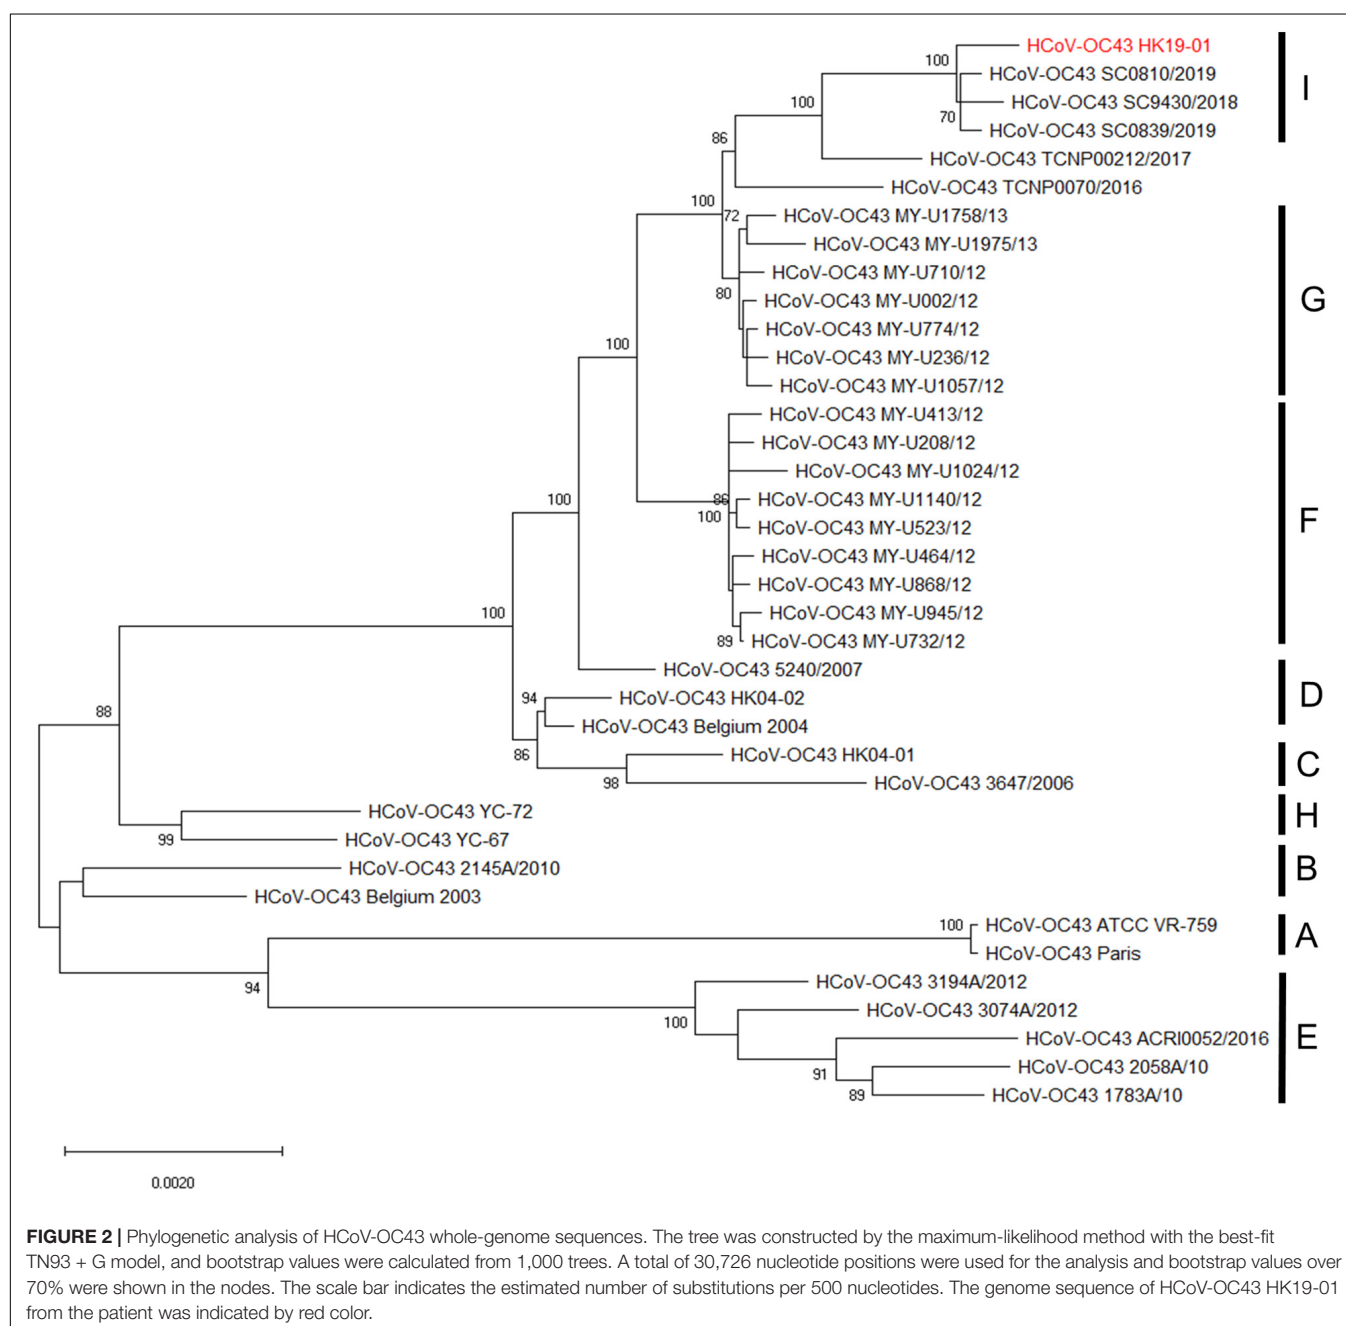 HCoV-OC43 HK19-01
100
HCoV-OC43 SC0810/2019
I
100
HCoV-OC43 SC9430/2018
70
HCoV-OC43 SC0839/2019
86
HCoV-OC43 TCNP00212/2017
HCoV-OC43 TCNP0070/2016
100
72
HCoV-OC43 MY-U1758/13
HCoV-OC43 MY-U1975/13
HCoV-OC43 MY-U710/12
80
HCoV-OC43 MY-U002/12
G
HCoV-OC43 MY-U774/12
100
HCoV-OC43 MY-U236/12
HCoV-OC43 MY-U1057/12
HCoV-OC43 MY-U413/12
HCoV-OC43 MY-U208/12
HCoV-OC43 MY-U1024/12
100
86
HCoV-OC43 MY-U1140/12
100
F
HCoV-OC43 MY-U523/12
HCoV-OC43 MY-U464/12
HCoV-OC43 MY-U868/12
100
HCoV-OC43 MY-U945/12
89
HCoV-OC43 MY-U732/12
HCoV-OC43 5240/2007
94
HCoV-OC43 HK04-02
D
88
HCoV-OC43 Belgium 2004
86
HCoV-OC43 HK04-01
C
98
HCoV-OC43 3647/2006
HCoV-OC43 YC-72
H
99
HCoV-OC43 YC-67
HCoV-OC43 2145A/2010
B
HCoV-OC43 Belgium 2003
100
HCoV-OC43 ATCC VR-759
A
HCoV-OC43 Paris
94
HCoV-OC43 3194A/2012
100
HCoV-OC43 3074A/2012
HCoV-OC43 ACRI0052/2016
E
91
HCoV-OC43 2058A/10
89
HCoV-OC43 1783A/10
0.0020
FIGURE 2 | Phylogenetic analysis of HCoV-OC43 whole-genome sequences. The tree was constructed by the maximum-likelihood method with the best-fit
TN93 + G model, and bootstrap values were calculated from 1,000 trees. A total of 30,726 nucleotide positions were used for the analysis and bootstrap values over
70% were shown in the nodes. The scale bar indicates the estimated number of substitutions per 500 nucleotides. The genome sequence of HCoV-OC43 HK19-01
from the patient was indicated by red color.